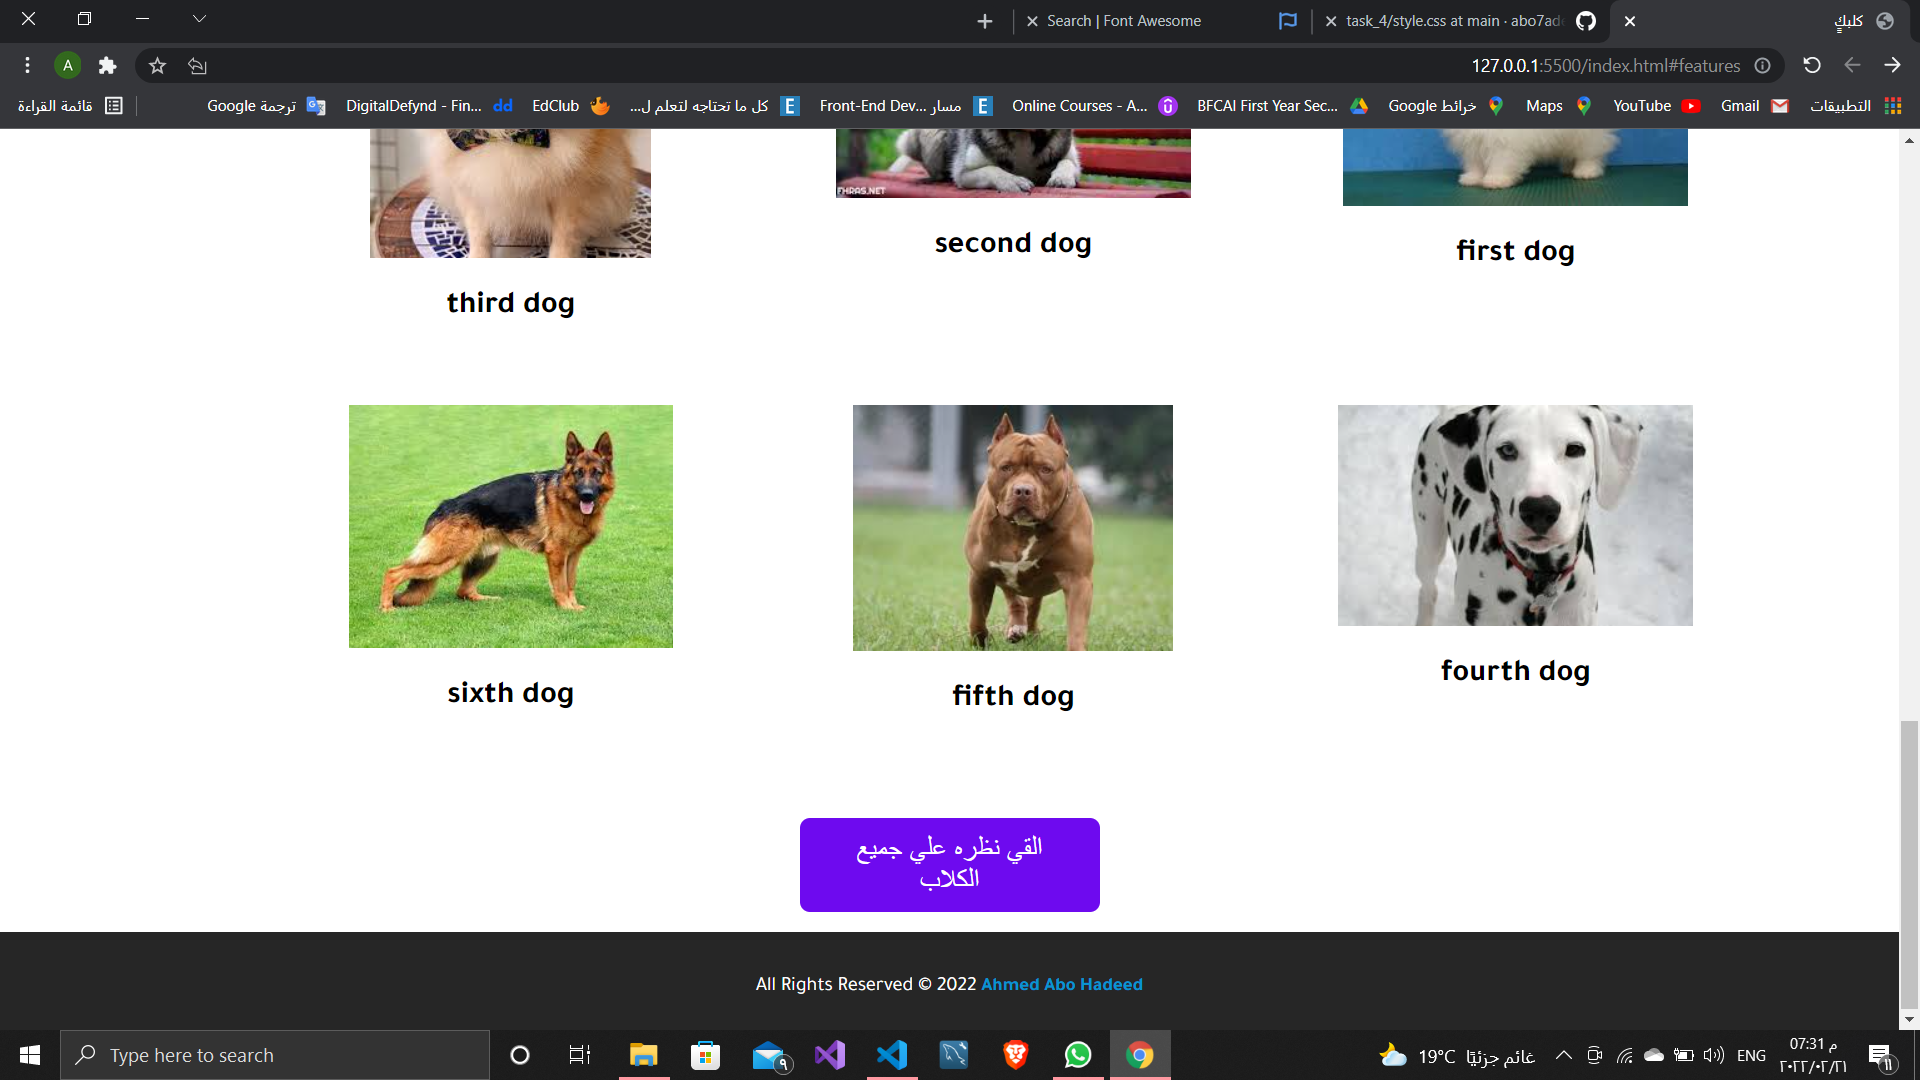 كلبك
task_4/style.css at main · abo7ade
Search | Font Awesome
127.0.0.1:5500/index.html#features
A
التطبيقات
Gmail
YouTube
Maps
خرائط Google
BFCAI First Year Sec...
Online Courses - A...
مسار Front-End Dev...
كل ما تحتاجه لتعلم ل...
EdClub
DigitalDefynd - Fin...
ترجمة Google
قائمة القراءة
FHRAS.NET
first dog
second dog
third dog
fourth dog
fifth dog
sixth dog
القي نظره علي جميع
الكلاب
All Rights Reserved © 2022 Ahmed Abo Hadeed
Type here to search
٩
19°C غائم جزئيًا
ENG
07:31 م
٢٠٢٢/٠٢/٢١
١١